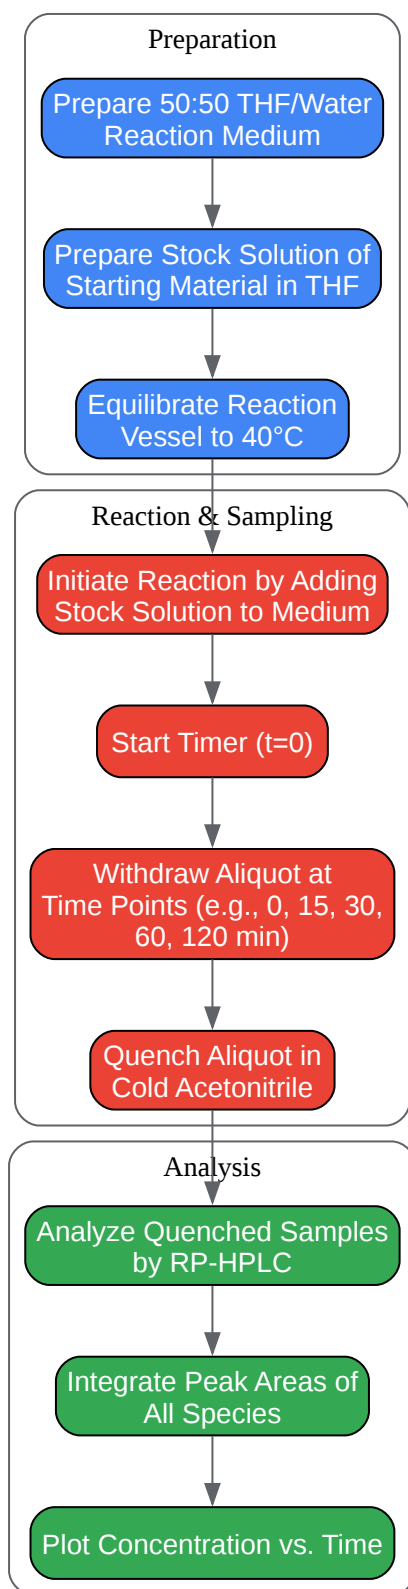 Preparation
Prepare 50:50 THF/Water
Reaction Medium
Prepare Stock Solution of
Starting Material in THF
Equilibrate Reaction
Vessel to 40°C
Reaction & Sampling
Initiate Reaction by Adding
Stock Solution to Medium
Start Timer (t=0)
Withdraw Aliquot at
Time Points (e.g., 0, 15, 30,
60, 120 min)
Quench Aliquot in
Cold Acetonitrile
Analysis
Analyze Quenched Samples
by RP-HPLC
Integrate Peak Areas of
All Species
Plot Concentration vs. Time